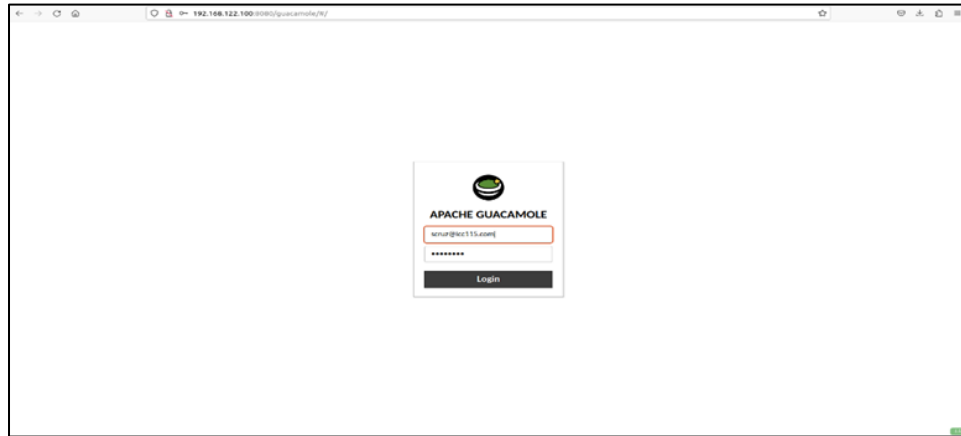 192.168.122.100:8080/guacamole/#/
APACHE GUACAMOLE
••••••••
Login